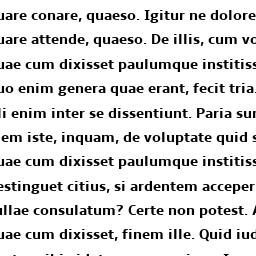 uare conare, quaeso. Igitur ne dolore
uare attende, quaeso. De illis, cum vo
uae cum dixisset paulumque institiss
uo enim genera quae erant, fecit tria.
li enim inter se dissentiunt. Paria sur
em iste, inquam, de voluptate quid s
uae cum dixisset paulumque institiss
estinguet citius, si ardentem acceper
ullae consulatum? Certe non potest. A
uae cum dixisset, finem ille. Quid iud